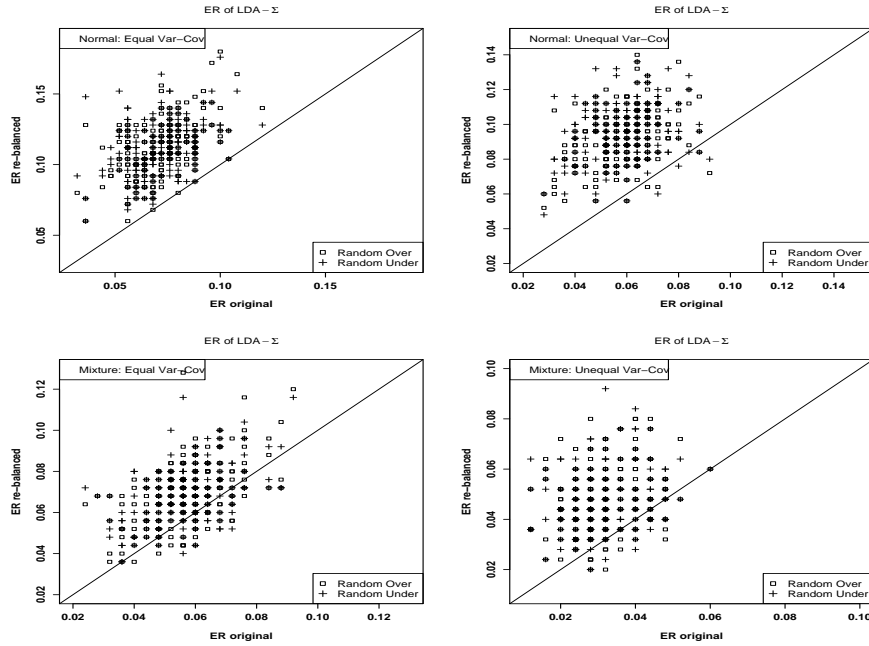 ER of LDA − Σ
Normal: Equal Var−Cov
ER re−balanced
0.15
0.10
0.05
Random Over
Random Under
0.05 0.10 0.15
ER original
ER of LDA − Σ
Normal: Unequal Var−Cov
ER re−balanced
0.14
0.12
0.10
0.08
0.06
0.04
0.02
Random Over
Random Under
0.02 0.04 0.06 0.08 0.10 0.12 0.14
ER original
ER of LDA − Σ
Mixture: Equal Var−Cov
ER re−balanced
0.12
0.10
0.08
0.06
0.04
0.02
Random Over
Random Under
0.02 0.04 0.06 0.08 0.10 0.12
ER original
ER of LDA − Σ
Mixture: Unequal Var−Cov
ER re−balanced
0.10
0.08
0.06
0.04
0.02
Random Over
Random Under
0.02 0.04 0.06 0.08 0.10
ER original